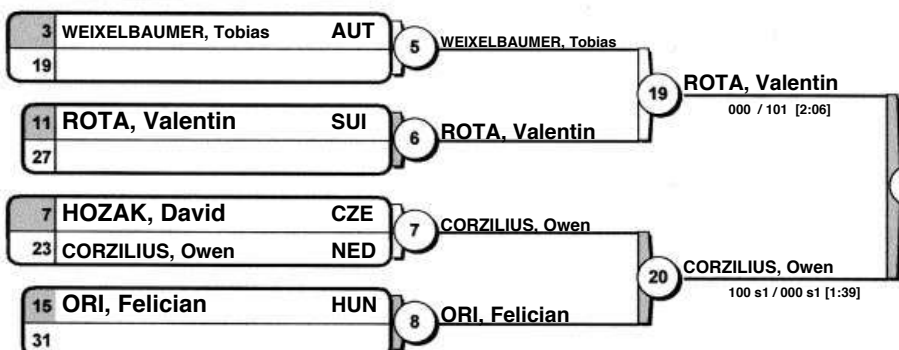 3 WEIXELBAUMER, Tobias AUT
19
5 WEIXELBAUMER, Tobias
11 ROTA, Valentin SUI
27
6 ROTA, Valentin
19 ROTA, Valentin
000 / 101 [2:06]
7 HOZAK, David CZE
23 CORZILIUS, Owen NED
7 CORZILIUS, Owen
15 ORI, Felician HUN
31
8 ORI, Felician
20 CORZILIUS, Owen
100 s1 / 000 s1 [1:39]